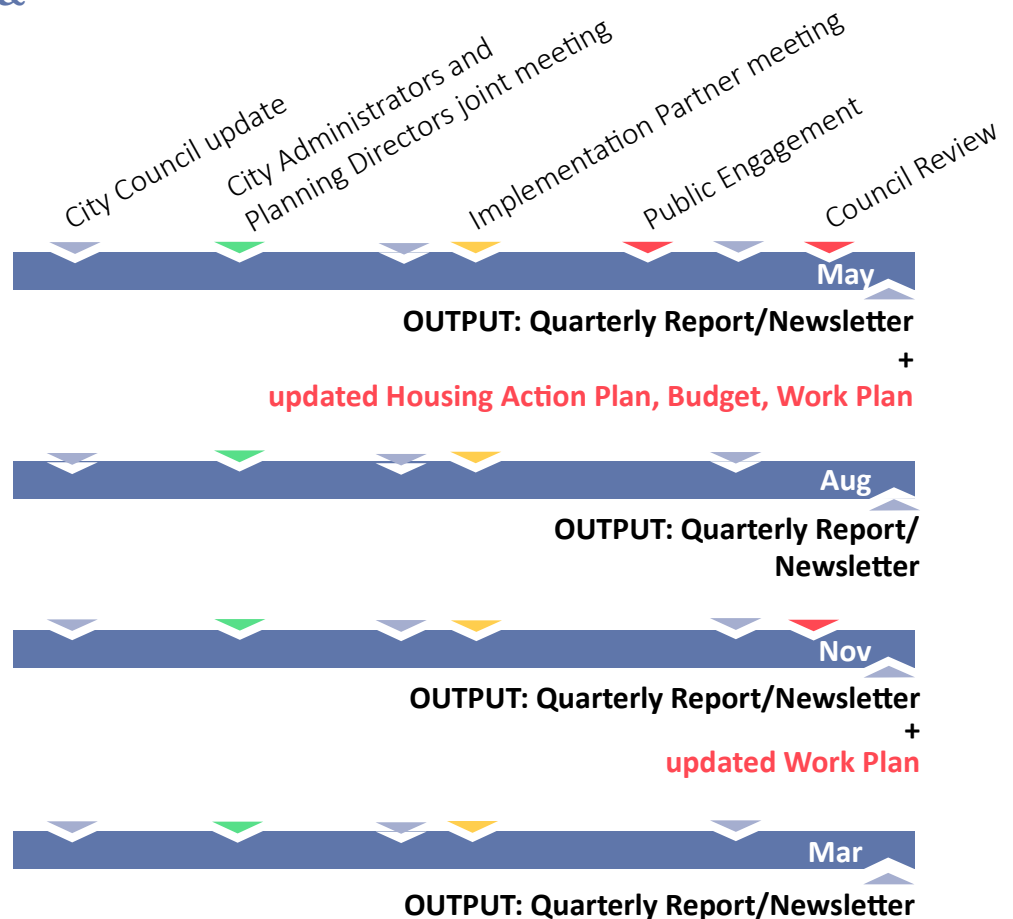 &
City Council update
City Administrators and
Planning Directors joint meeting
Implementation Partner meeting
Public Engagement
Council Review
May
OUTPUT: Quarterly Report/Newsletter
+
updated Housing Action Plan, Budget, Work Plan
Aug
OUTPUT: Quarterly Report/
Newsletter
Nov
OUTPUT: Quarterly Report/Newsletter
+
updated Work Plan
Mar
OUTPUT: Quarterly Report/Newsletter